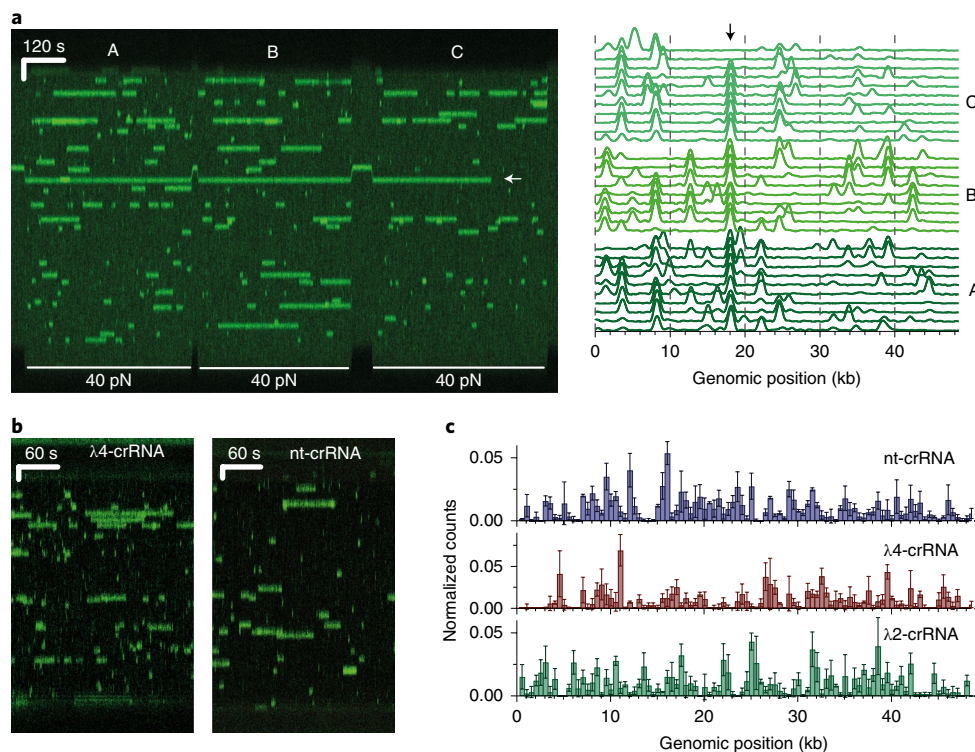 a
120 s
A
B
C
40 pN
40 pN
40 pN
C
B
A
0
10
20
30
40
Genomic position (kb)
b
60 s
λ4-crRNA
60 s
nt-crRNA
c
Normalized counts
0.05
0.00
nt-crRNA
0.05
0.00
λ4-crRNA
0.05
0.00
λ2-crRNA
0
10
20
30
40
Genomic position (kb)